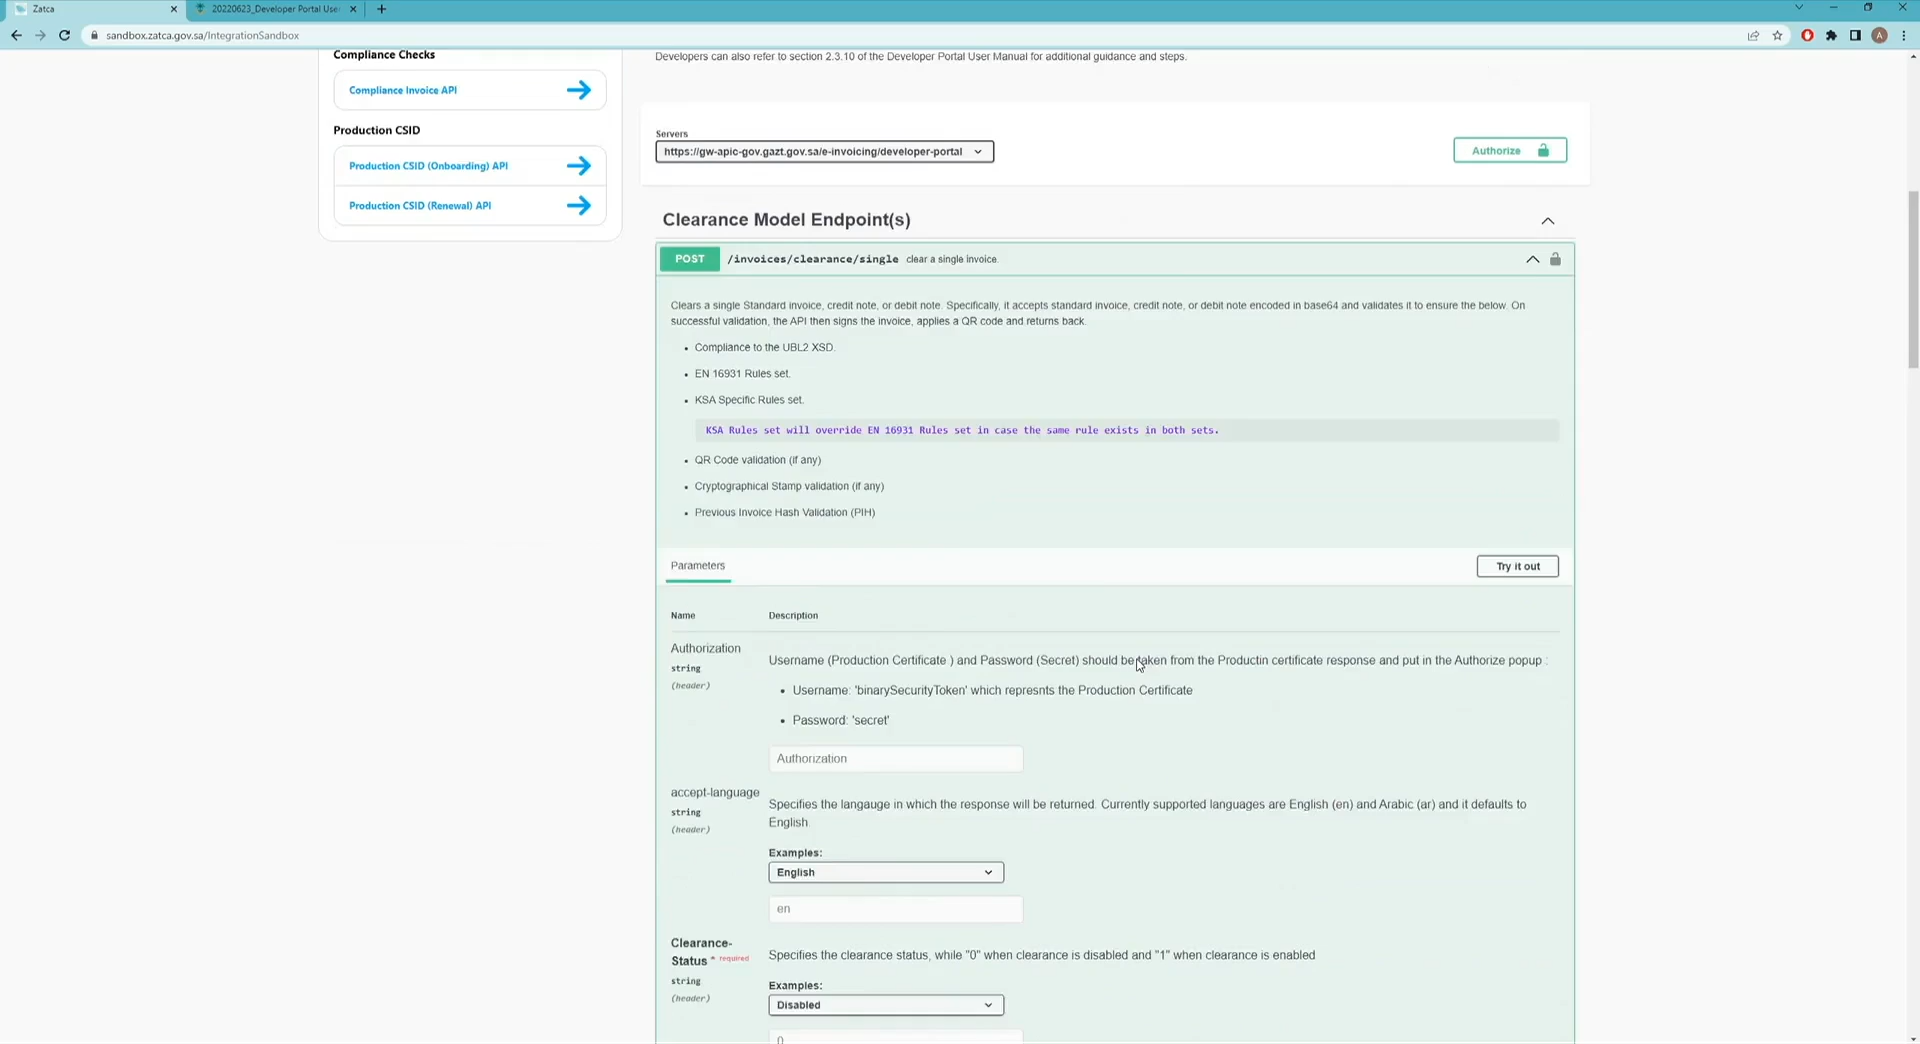 Zatca
20220623_Developer Portal Use
sandbox.zatca.gov.sa/IntegrationSandbox
A
Compliance Checks
Compliance Invoice API
Production CSID
Production CSID (Onboarding) API
Production CSID (Renewal) API
Developers can also refer to section 2.3.10 of the Developer Portal User Manual for additional guidance and steps.
Servers
https://gw-apic-gov.gazt.gov.sa/e-invoicing/developer-portal
Authorize
Clearance Model Endpoint(s)
POST /invoices/clearance/single clear a single invoice.
Clears a single Standard invoice, credit note, or debit note. Specifically, it accepts standard invoice, credit note, or debit note encoded in base64 and validates it to ensure the below. On
successful validation, the API then signs the invoice, applies a QR code and returns back.
• Compliance to the UBL2 XSD.
• EN 16931 Rules set.
• KSA Specific Rules set.
KSA Rules set will override EN 16931 Rules set in case the same rule exists in both sets.
• QR Code validation (if any)
• Cryptographical Stamp validation (if any)
• Previous Invoice Hash Validation (PIH)
Parameters
Try it out
Name Description
Authorization
string
(header)
Username (Production Certificate ) and Password (Secret) should be taken from the Productin certificate response and put in the Authorize popup :
• Username: 'binarySecurityToken' which represnts the Production Certificate
• Password: 'secret'
Authorization
accept-language
string
(header)
Specifies the langauge in which the response will be returned. Currently supported languages are English (en) and Arabic (ar) and it defaults to
English
Examples:
English
en
Clearance-
Status * required
string
(header)
Specifies the clearance status, while "0" when clearance is disabled and "1" when clearance is enabled
Examples:
Disabled
0